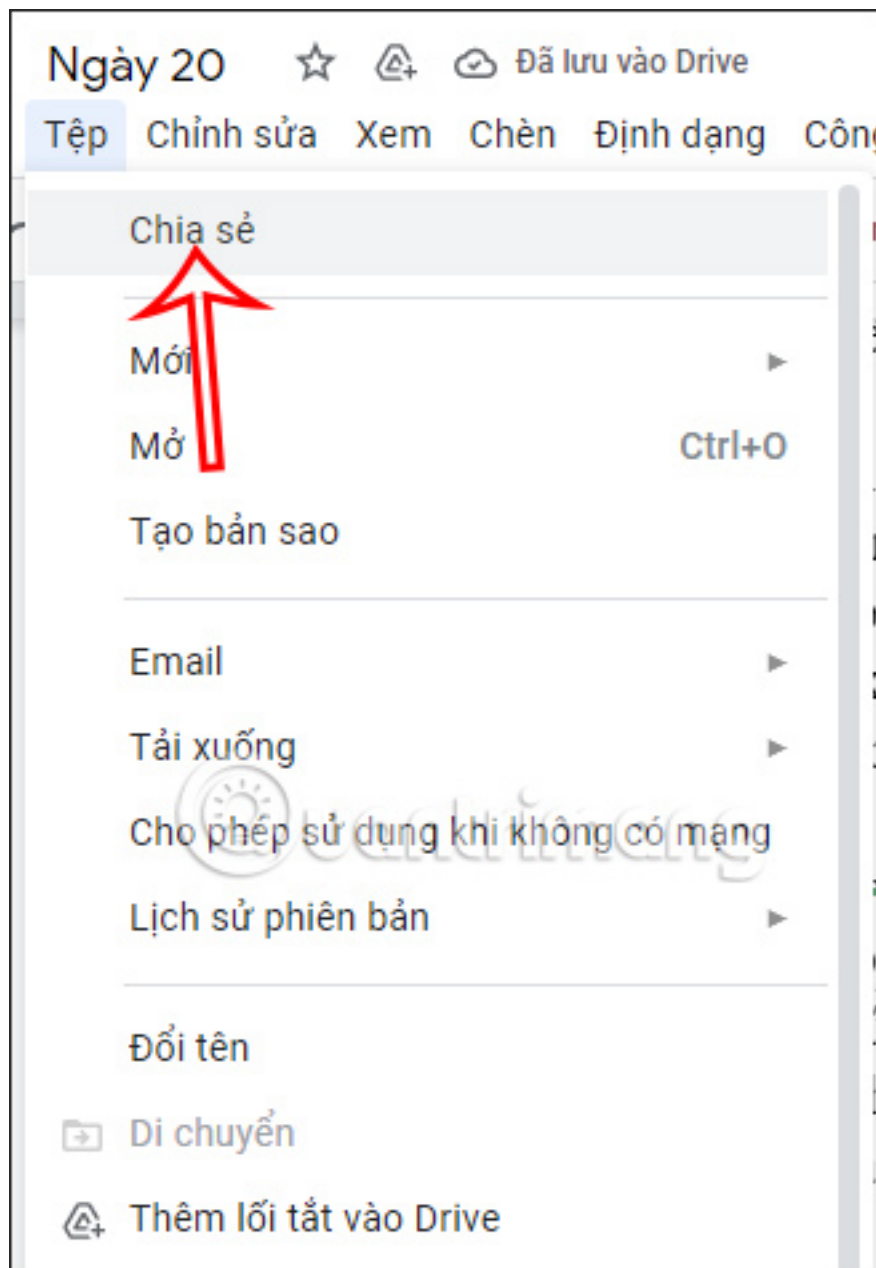 Ngày 20 Đã lưu vào Drive
Tệp Chỉnh sửa Xem Chèn Định dạng
Chia sẻ
Mới
Mở Ctrl+O
Tạo bản sao
Email
Tải xuống
Quantrimang
Cho phép sử dụng khi không có mạng
Lịch sử phiên bản
Đổi tên
Di chuyển
Thêm lối tắt vào Drive